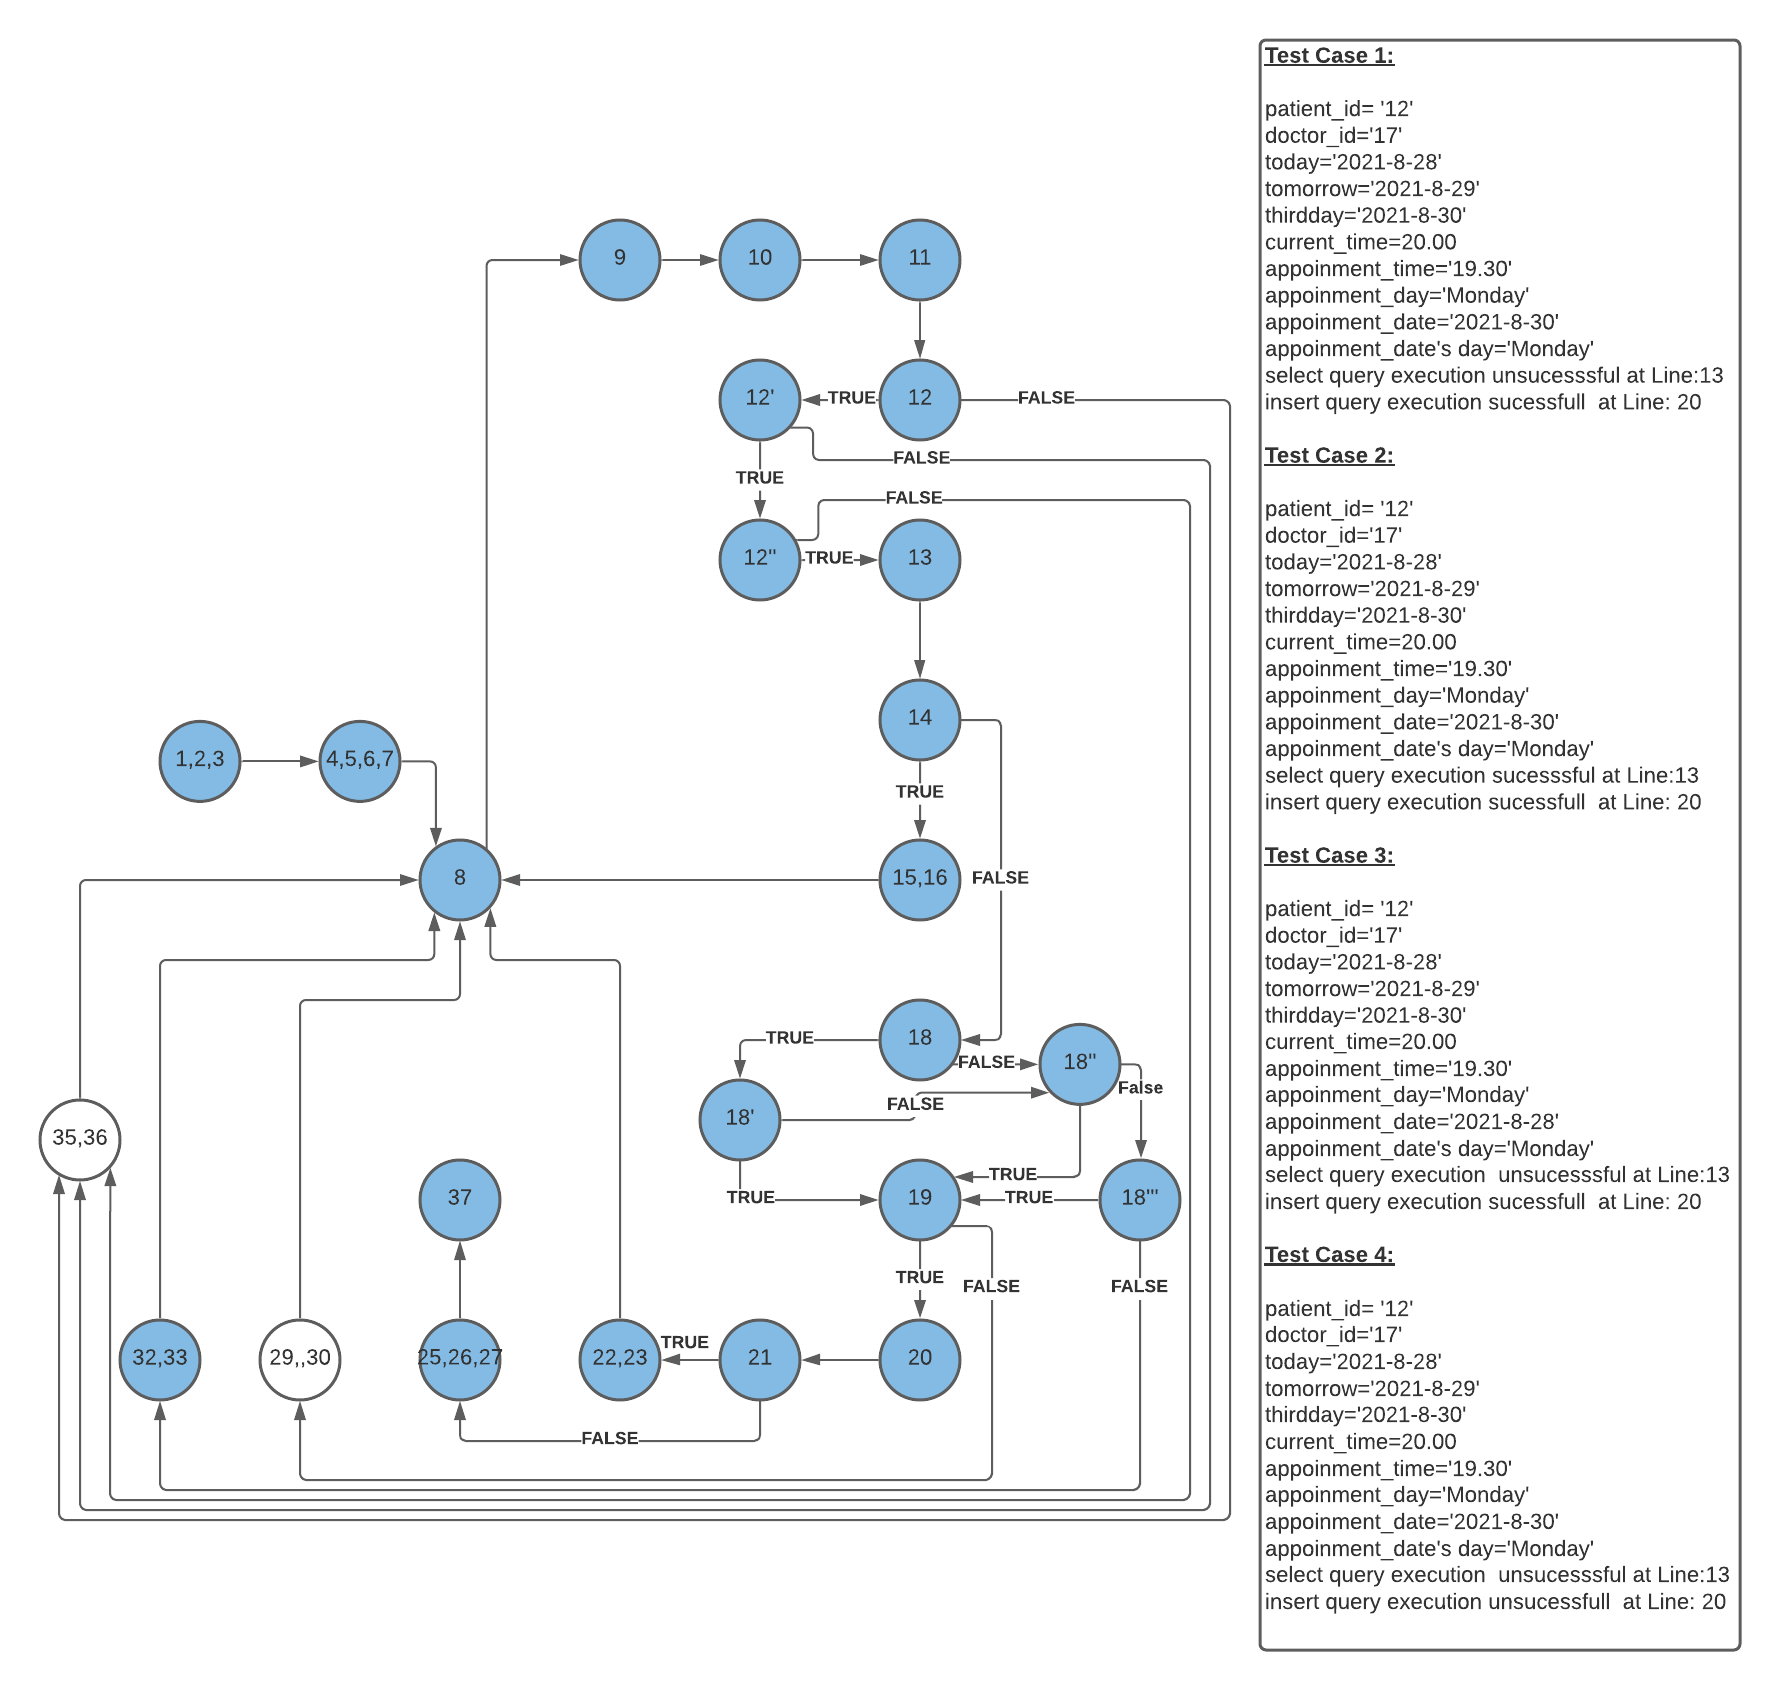 9
10
11
12'
TRUE
12
FALSE
FALSE
TRUE
FALSE
12"
TRUE
13
14
1,2,3
4,5,6,7
TRUE
8
15,16
FALSE
18
TRUE
FALSE
18"
False
18'
FALSE
35,36
TRUE
37
TRUE
19
TRUE
18'"
TRUE
FALSE
FALSE
32,33
29,,30
25,26,27
22,23
TRUE
21
20
FALSE
Test Case 1:
patient_id= '12'
doctor_id='17'
today='2021-8-28'
tomorrow='2021-8-29'
thirdday='2021-8-30'
current_time=20.00
appoinment_time='19.30'
appoinment_day='Monday'
appoinment_date='2021-8-30'
appoinment_date's day='Monday'
select query execution unsucesssful at Line:13
insert query execution sucessfull  at Line: 20
Test Case 2:
patient_id= '12'
doctor_id='17'
today='2021-8-28'
tomorrow='2021-8-29'
thirdday='2021-8-30'
current_time=20.00
appoinment_time='19.30'
appoinment_day='Monday'
appoinment_date='2021-8-30'
appoinment_date's day='Monday'
select query execution sucesssful at Line:13
insert query execution sucessfull  at Line: 20
Test Case 3:
patient_id= '12'
doctor_id='17'
today='2021-8-28'
tomorrow='2021-8-29'
thirdday='2021-8-30'
current_time=20.00
appoinment_time='19.30'
appoinment_day='Monday'
appoinment_date='2021-8-28'
appoinment_date's day='Monday'
select query execution  unsucesssful at Line:13
insert query execution sucessfull  at Line: 20
Test Case 4:
patient_id= '12'
doctor_id='17'
today='2021-8-28'
tomorrow='2021-8-29'
thirdday='2021-8-30'
current_time=20.00
appoinment_time='19.30'
appoinment_day='Monday'
appoinment_date='2021-8-30'
appoinment_date's day='Monday'
select query execution  unsucesssful at Line:13
insert query execution unsucessfull  at Line: 20